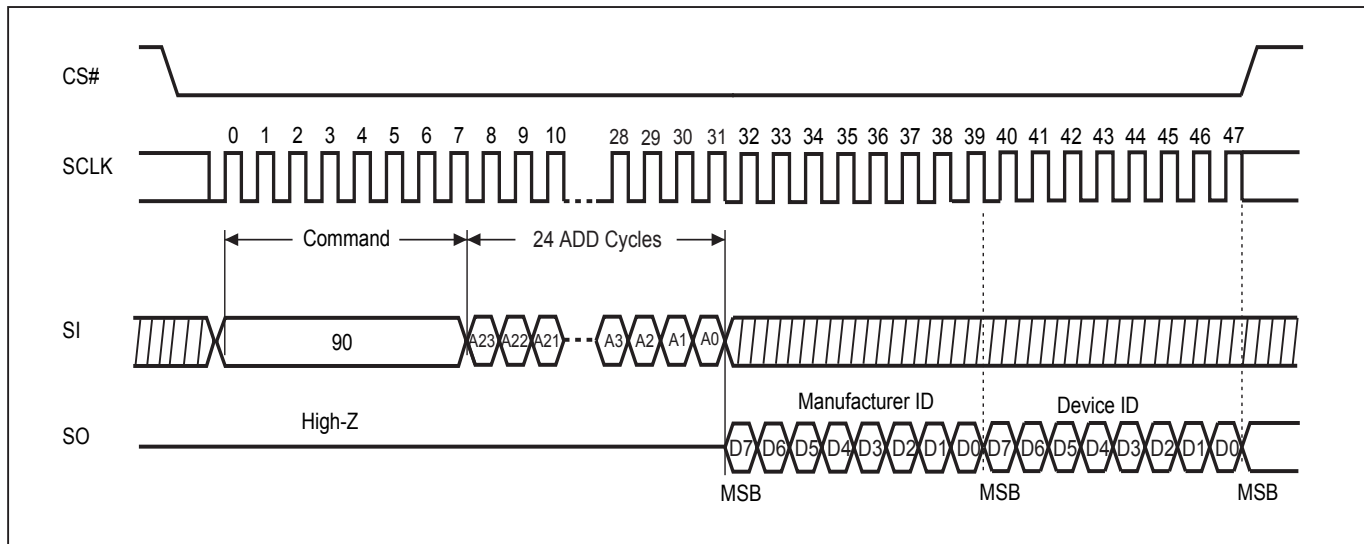 CS#
0 1 2 3 4 5 6 7 8 9 10 28 29 30 31 32 33 34 35 36 37 38 39 40 41 42 43 44 45 46 47
SCLK
Command 24 ADD Cycles
SI 90 A23 A22 A21 A3 A2 A1 A0
Manufacturer ID Device ID
High-Z
SO
D7 D6 D5 D4 D3 D2 D1 D0 D7 D6 D5 D4 D3 D2 D1 D0
MSB MSB MSB